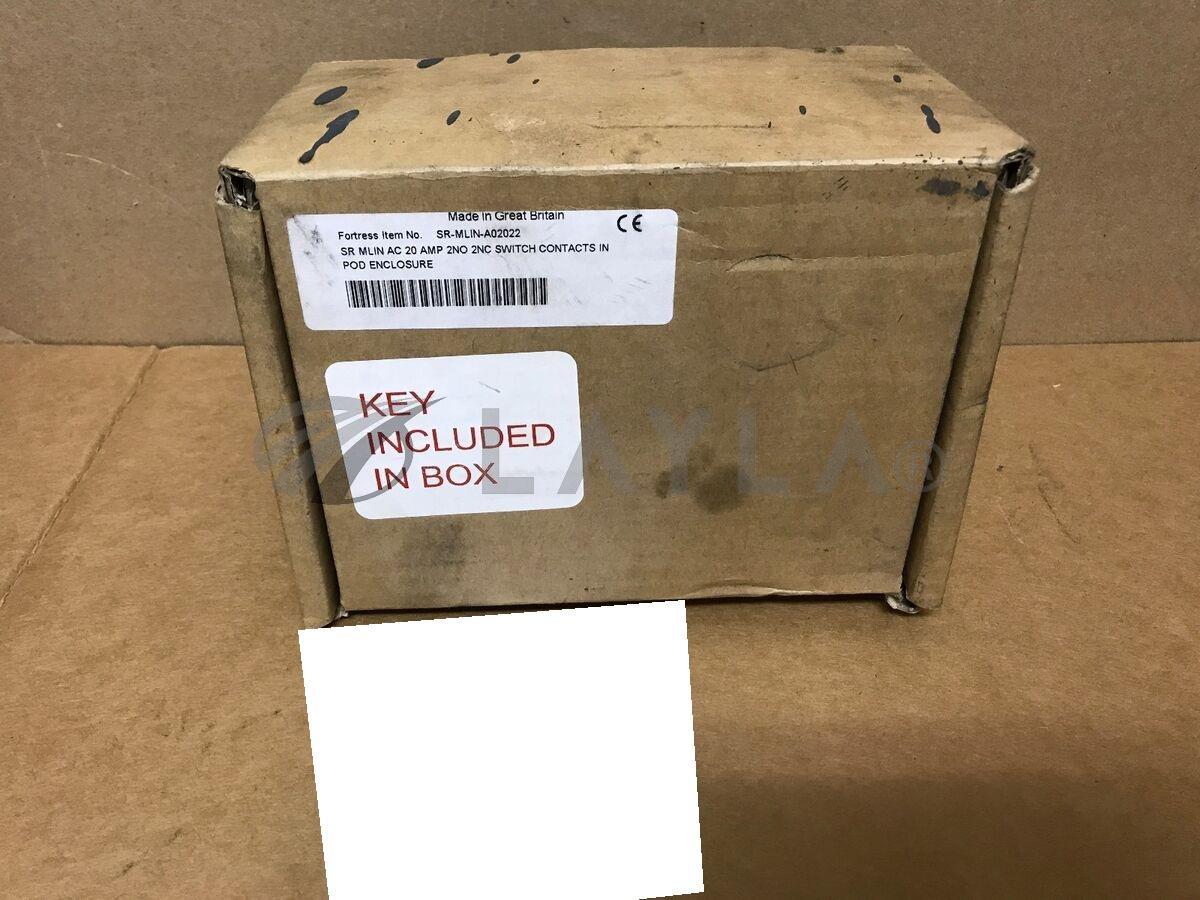 Made in Great Britain
CE
Fortress Item No. SR-MLIN-A02022
SR MLIN AC 20 AMP 2NO 2NC SWITCH CONTACTS IN
POD ENCLOSURE
KEY
INCLUDED
IN BOX
LAYLA®